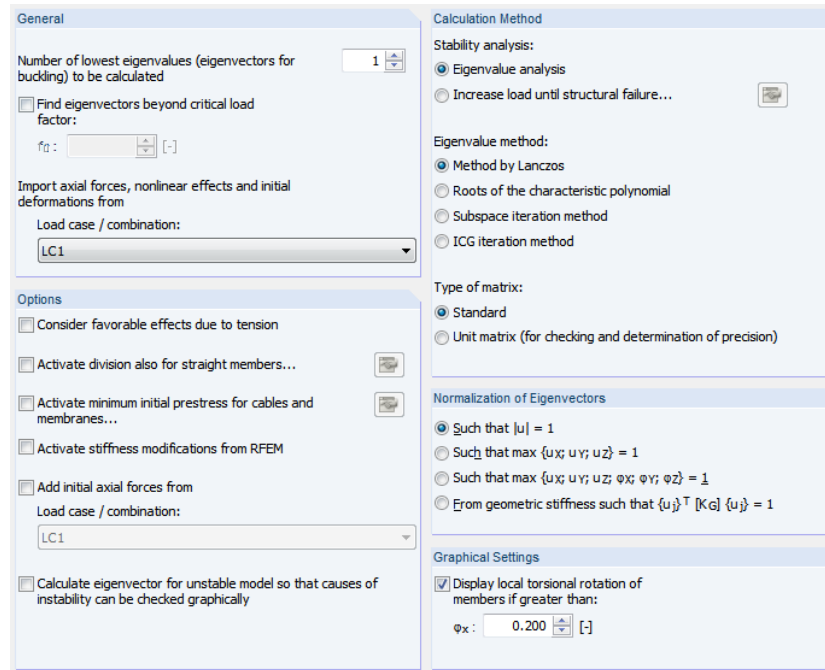 General
Number of lowest eigenvalues (eigenvectors for
buckling) to be calculated
1
Find eigenvectors beyond critical load
factor:
[-]
Import axial forces, nonlinear effects and initial
deformations from
Load case / combination:
LC1
Options
Consider favorable effects due to tension
Activate division also for straight members...
Activate minimum initial prestress for cables and
membranes...
Activate stiffness modifications from RFEM
Add initial axial forces from
Load case / combination:
LC1
Calculate eigenvector for unstable model so that causes of
instability can be checked graphically
Calculation Method
Stability analysis:
Eigenvalue analysis
Increase load until structural failure...
Eigenvalue method:
Method by Lanczos
Roots of the characteristic polynomial
Subspace iteration method
ICG iteration method
Type of matrix:
Standard
Unit matrix (for checking and determination of precision)
Normalization of Eigenvectors
Such that |u| = 1
Such that max {uX; uY; uZ} = 1
Such that max {uX; uY; uZ; φX; φY; φZ} = 1
From geometric stiffness such that {uj}ᵀ [KG] {uj} = 1
Graphical Settings
Display local torsional rotation of
members if greater than:
φx : 0.200 [-]